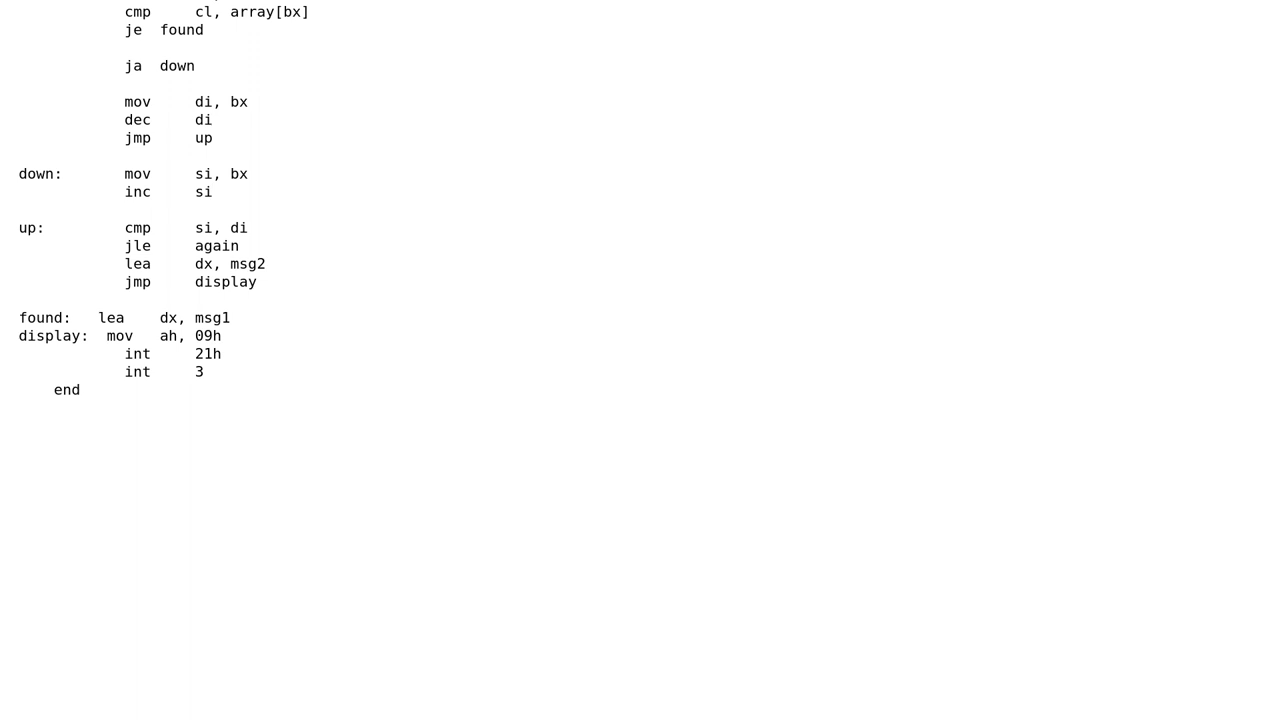 cmp     cl, array[bx]
je  found
ja  down
mov     di, bx
dec     di
jmp     up
down:       mov     si, bx
inc     si
up:         cmp     si, di
jle     again
lea     dx, msg2
jmp     display
found:   lea    dx, msg1
display:  mov   ah, 09h
int     21h
int     3
end